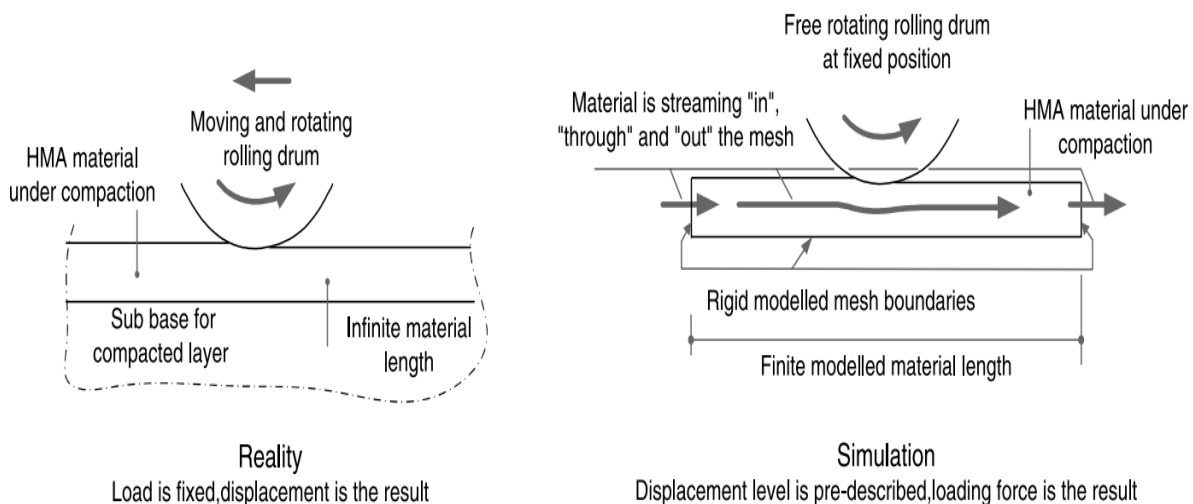 Moving and rotating
rolling drum
HMA material
under compaction
Sub base for
compacted layer
Infinite material
length
Reality
Load is fixed,displacement is the result
Free rotating rolling drum
at fixed position
Material is streaming "in",
"through" and "out" the mesh
HMA material under
compaction
Rigid modelled mesh boundaries
Finite modelled material length
Simulation
Displacement level is pre-described,loading force is the result